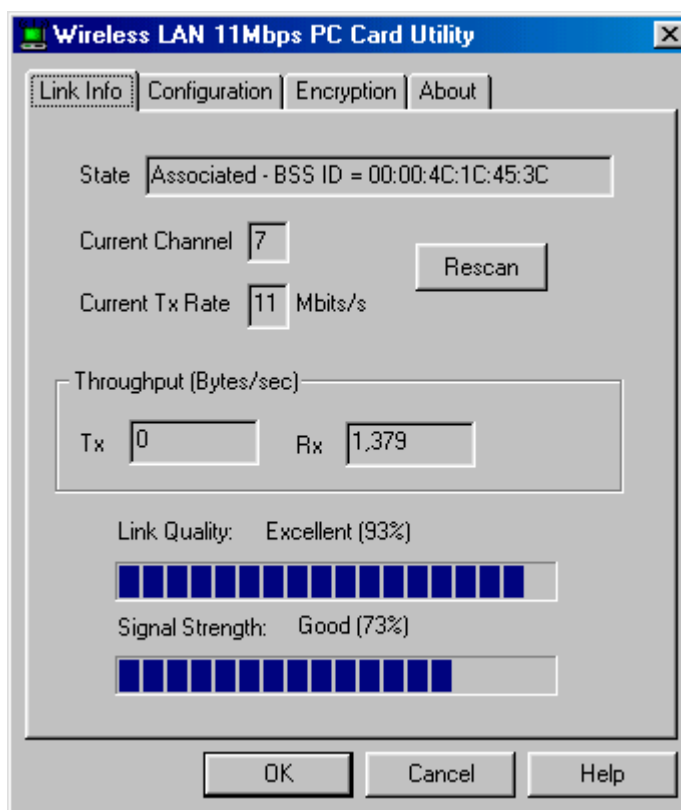 Wireless LAN 11Mbps PC Card Utility
Link Info Configuration Encryption About
State Associated - BSS ID = 00:00:4C:1C:45:3C
Current Channel 7
Rescan
Current Tx Rate 11 Mbits/s
Throughput (Bytes/sec)
Tx 0 Rx 1,379
Link Quality: Excellent (93%)
Signal Strength: Good (73%)
OK Cancel Help